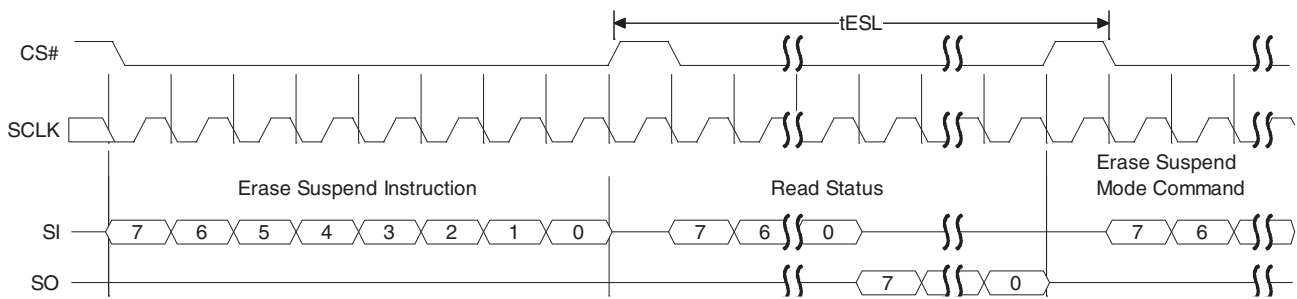 tESL
CS#
SCLK
Erase Suspend Instruction
Read Status
Erase Suspend
Mode Command
SI
7 6 5 4 3 2 1 0
7 6 0
7 6
SO
7 0